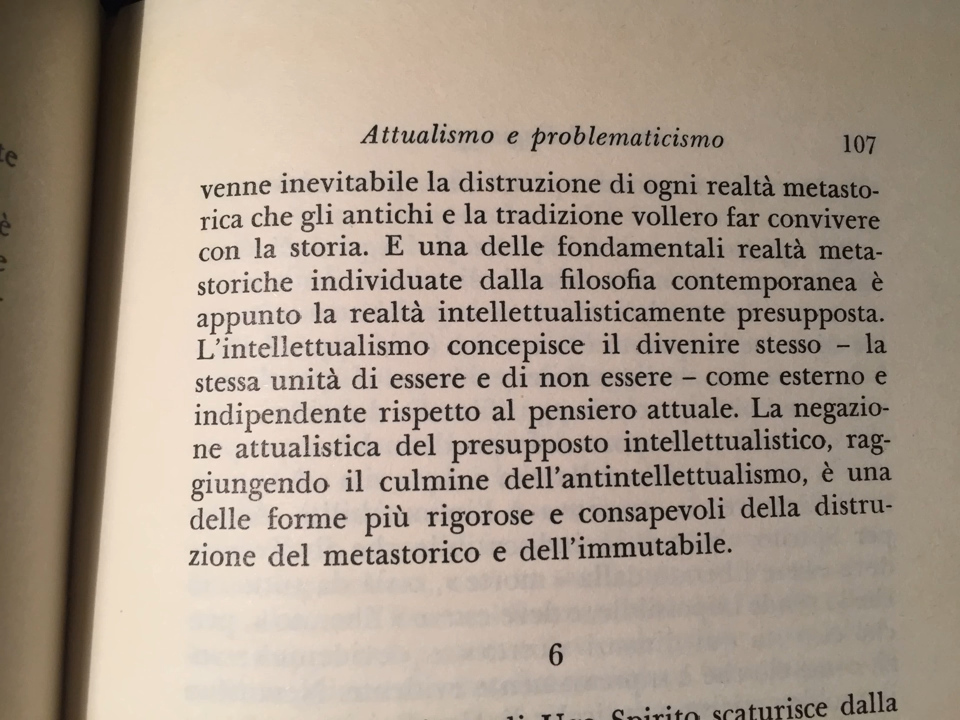 te
è
e
Attualismo e problematicismo 107
venne inevitabile la distruzione di ogni realtà metasto-
rica che gli antichi e la tradizione vollero far convivere
con la storia. E una delle fondamentali realtà meta-
storiche individuate dalla filosofia contemporanea è
appunto la realtà intellettualisticamente presupposta.
L'intellettualismo concepisce il divenire stesso – la
stessa unità di essere e di non essere – come esterno e
indipendente rispetto al pensiero attuale. La negazio-
ne attualistica del presupposto intellettualistico, rag-
giungendo il culmine dell'antintellettualismo, è una
delle forme più rigorose e consapevoli della distru-
zione del metastorico e dell'immutabile.
6
di Ugo Spirito scaturisce dalla